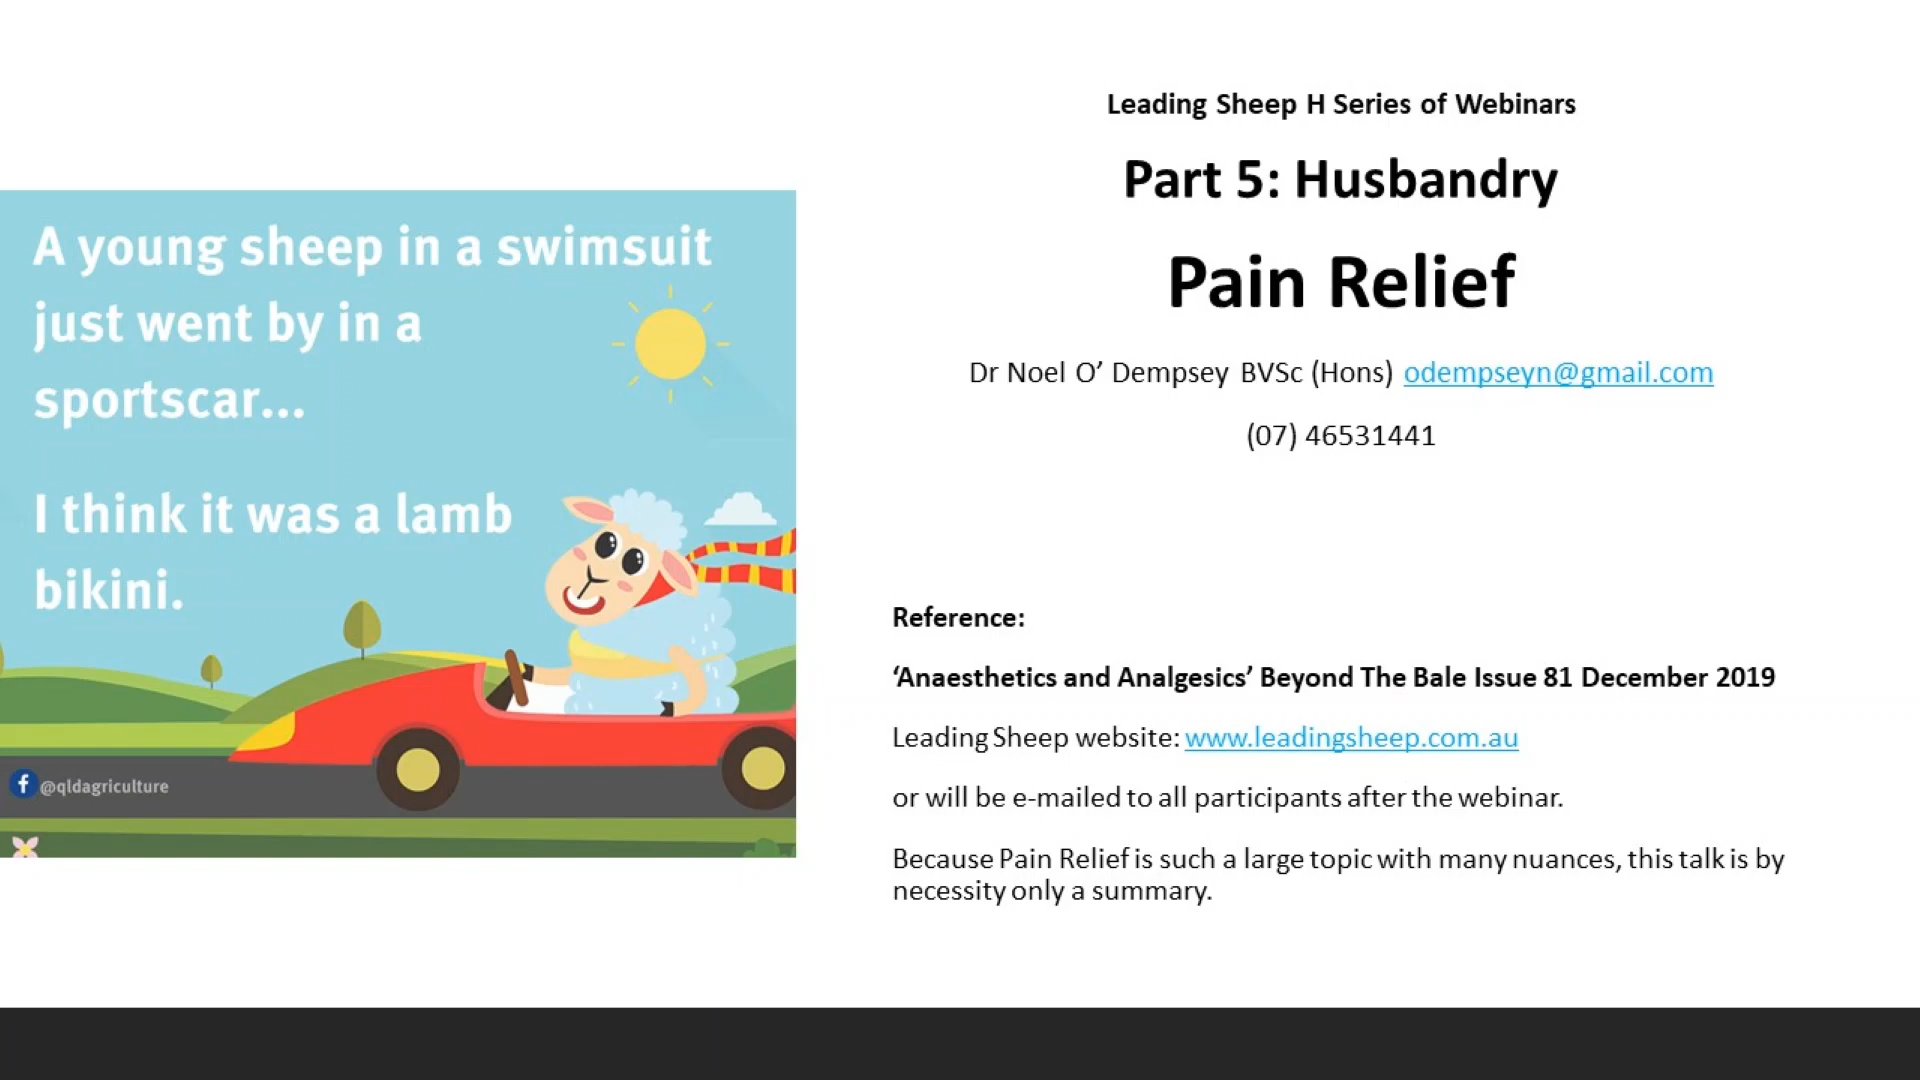 A young sheep in a swimsuit
just went by in a
sportscar...
I think it was a lamb
bikini.
f @qldagriculture
Leading Sheep H Series of Webinars
Part 5: Husbandry
Pain Relief
Dr Noel O’ Dempsey BVSc (Hons) odempseyn@gmail.com
(07) 46531441
Reference:
‘Anaesthetics and Analgesics’ Beyond The Bale Issue 81 December 2019
Leading Sheep website: www.leadingsheep.com.au
or will be e-mailed to all participants after the webinar.
Because Pain Relief is such a large topic with many nuances, this talk is by
necessity only a summary.